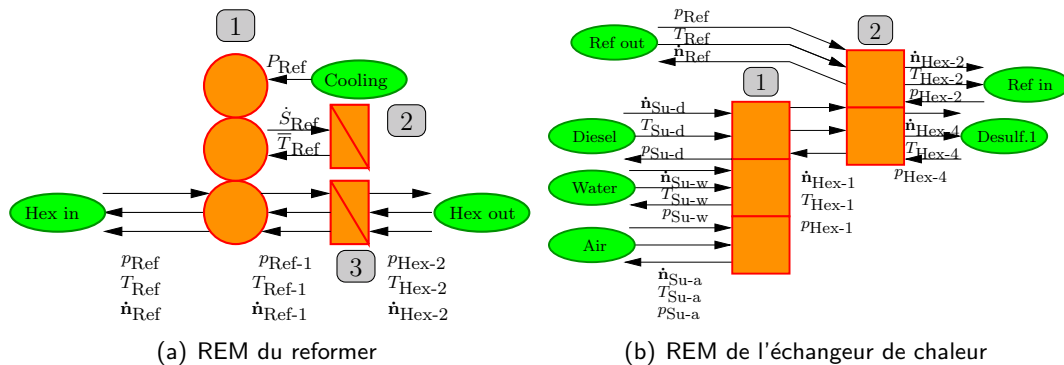 1
P_Ref
Cooling
Ṡ_Ref
T̅_Ref
2
Hex in
Hex out
3
p_Ref
T_Ref
ṅ_Ref
p_Ref-1
T_Ref-1
ṅ_Ref-1
p_Hex-2
T_Hex-2
ṅ_Hex-2
(a) REM du reformer
p_Ref
T_Ref
ṅ_Ref
Ref out
2
ṅ_Hex-2
T_Hex-2
p_Hex-2
Ref in
1
ṅ_Su-d
T_Su-d
p_Su-d
Diesel
ṅ_Hex-4
T_Hex-4
p_Hex-4
Desulf.1
Water
ṅ_Su-w
T_Su-w
p_Su-w
ṅ_Hex-1
T_Hex-1
p_Hex-1
Air
ṅ_Su-a
T_Su-a
p_Su-a
(b) REM de l'échangeur de chaleur